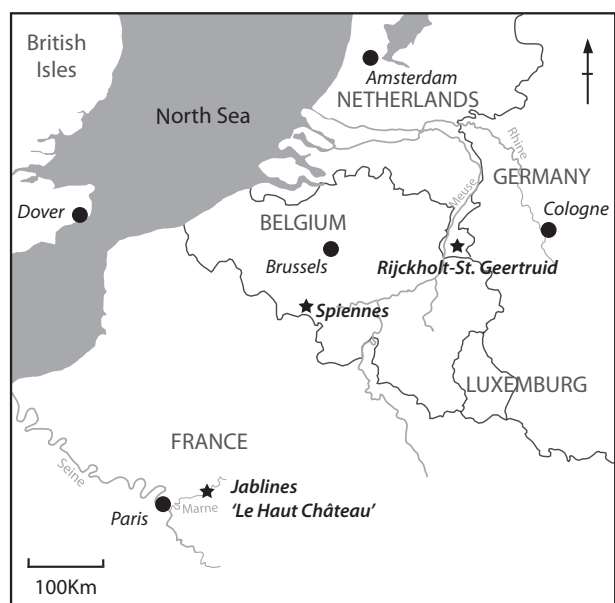 British
Isles
Amsterdam
NETHERLANDS
North Sea
Rhine
Meuse
GERMANY
Dover
BELGIUM
Cologne
Brussels
Rijckholt-St. Geertruid
Spiennes
LUXEMBURG
FRANCE
Seine
Jablines
'Le Haut Château'
Paris
Marne
100Km